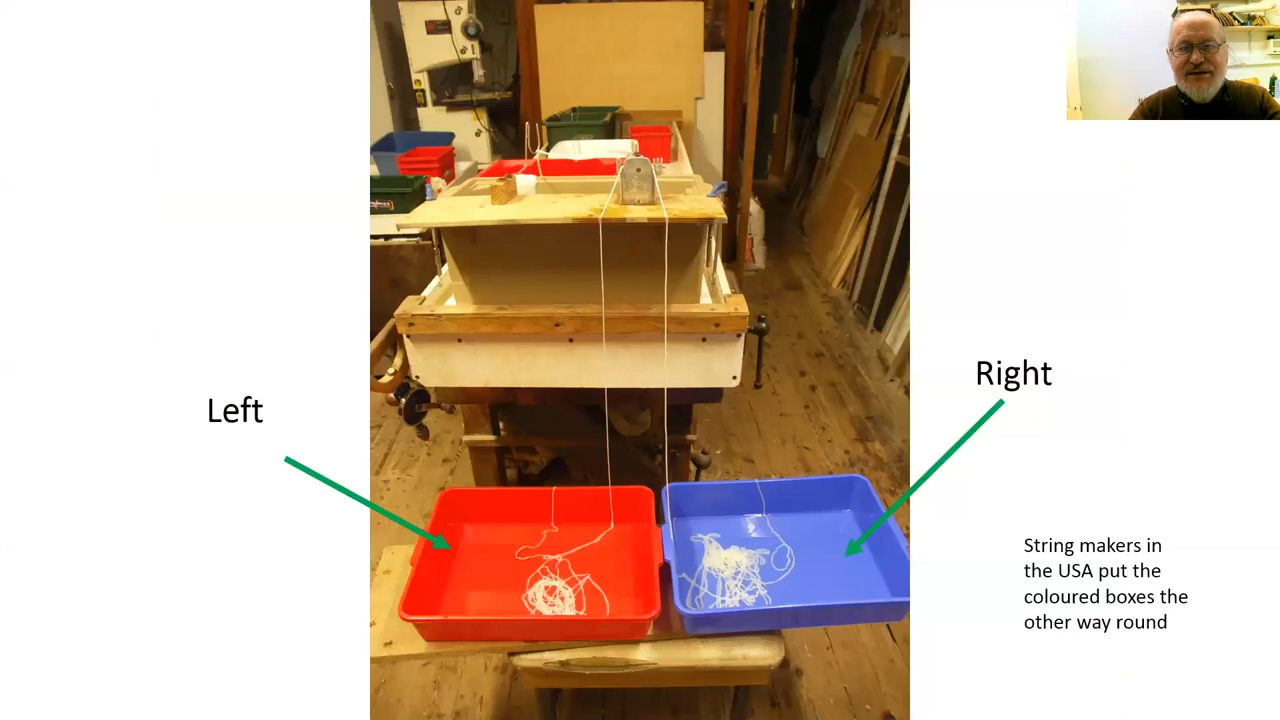 Left
Right
String makers in
the USA put the
coloured boxes the
other way round